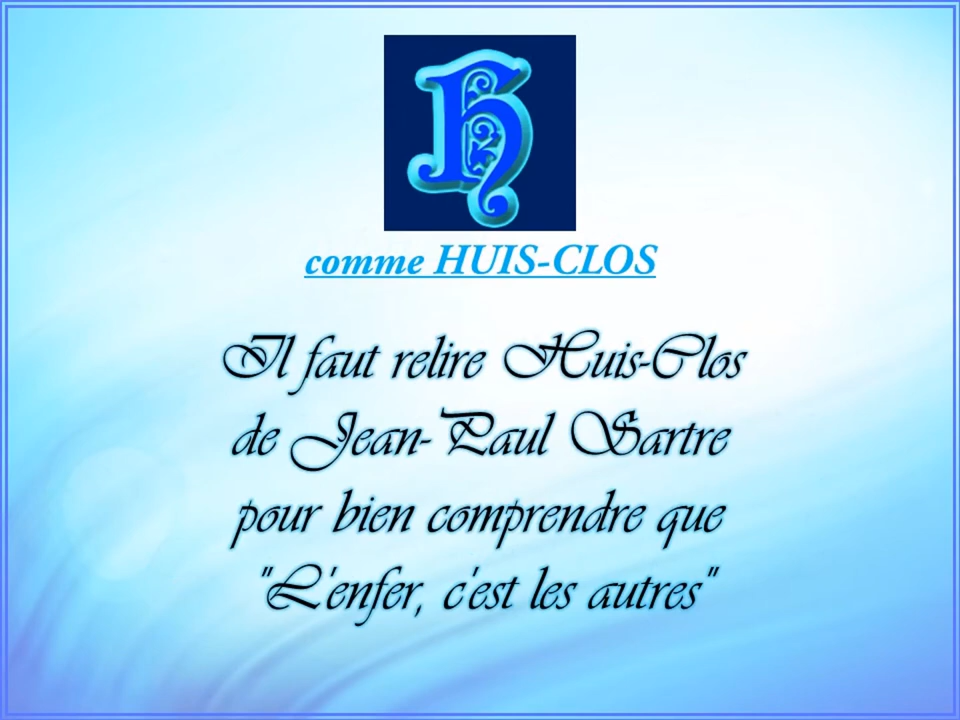 H
comme HUIS-CLOS
Il faut relire Huis-Clos
de Jean-Paul Sartre
pour bien comprendre que
"L'enfer, c'est les autres"